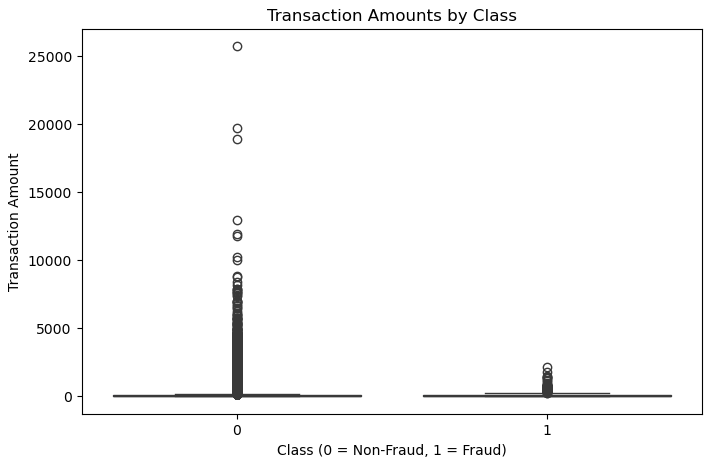 Transaction Amounts by Class
Transaction Amount
25000
20000
15000
10000
5000
0
0
1
Class (0 = Non-Fraud, 1 = Fraud)